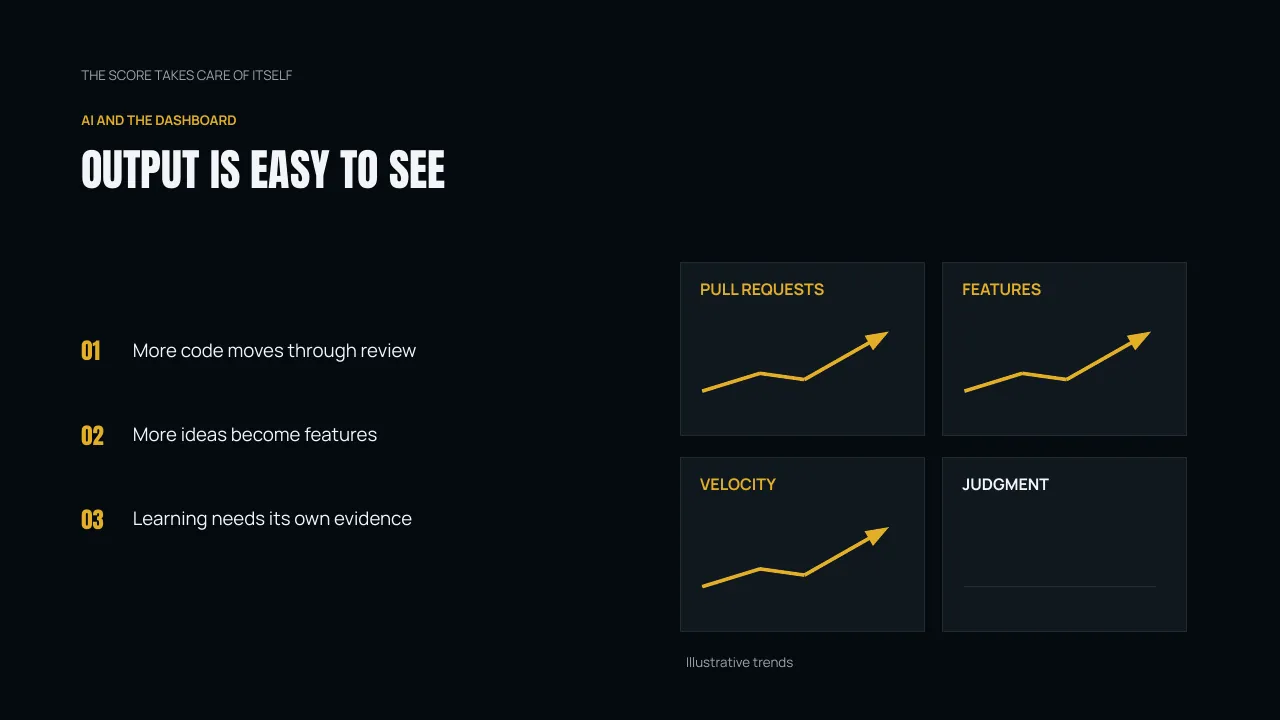 THE SCORE TAKES CARE OF ITSELF
AI AND THE DASHBOARD
OUTPUT IS EASY TO SEE
01 More code moves through review
02 More ideas become features
03 Learning needs its own evidence
PULL REQUESTS
FEATURES
VELOCITY
JUDGMENT
Illustrative trends